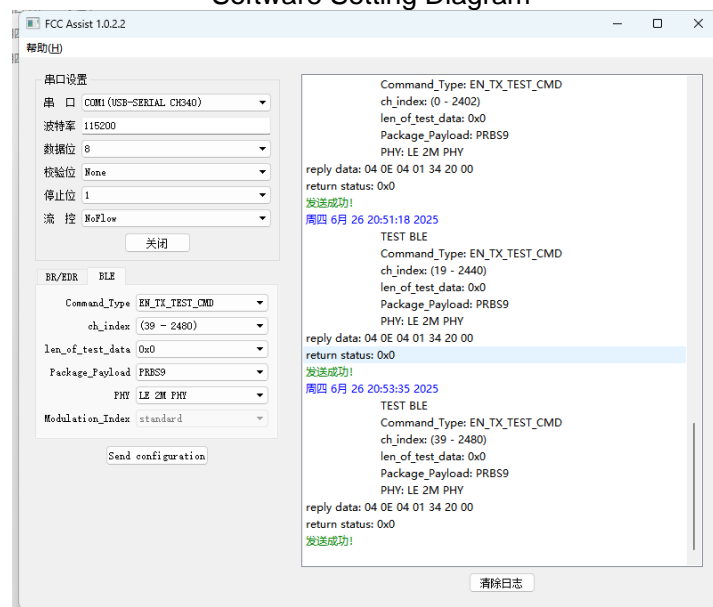 Software Setting Diagram
FCC Assist 1.0.2.2
帮助(H)
串口设置
串 口 COM1(USB-SERIAL CH340)
波特率 115200
数据位 8
校验位 None
停止位 1
流 控 NoFlow
关闭
BR/EDR BLE
Command_Type EN_TX_TEST_CMD
ch_index (39 - 2480)
len_of_test_data 0x0
Package_Payload PRBS9
PHY LE 2M PHY
Modulation_Index standard
Send configuration
Command_Type: EN_TX_TEST_CMD
ch_index: (0 - 2402)
len_of_test_data: 0x0
Package_Payload: PRBS9
PHY: LE 2M PHY
reply data: 04 0E 04 01 34 20 00
return status: 0x0
发送成功!
周四 6月 26 20:51:18 2025
TEST BLE
Command_Type: EN_TX_TEST_CMD
ch_index: (19 - 2440)
len_of_test_data: 0x0
Package_Payload: PRBS9
PHY: LE 2M PHY
reply data: 04 0E 04 01 34 20 00
return status: 0x0
发送成功!
周四 6月 26 20:53:35 2025
TEST BLE
Command_Type: EN_TX_TEST_CMD
ch_index: (39 - 2480)
len_of_test_data: 0x0
Package_Payload: PRBS9
PHY: LE 2M PHY
reply data: 04 0E 04 01 34 20 00
return status: 0x0
发送成功!
清除日志